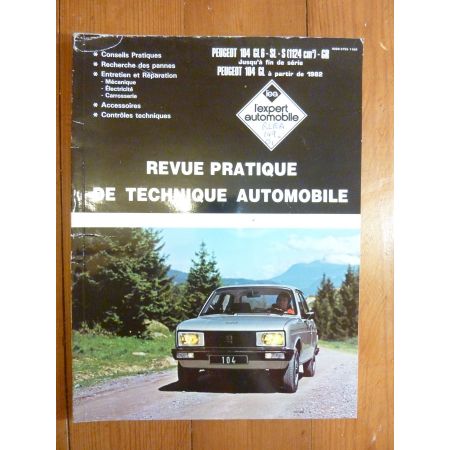 * Conseils Pratiques
* Recherche des pannes
* Entretien et Réparation
- Mécanique
- Électricité
- Carrosserie
* Accessoires
* Contrôles techniques
PEUGEOT 104 GL6 - SL - S (1124 cm³) - GR
Jusqu'à fin de série
PEUGEOT 104 GL à partir de 1982
lea
l'expert
automobile
REVUE PRATIQUE
DE TECHNIQUE AUTOMOBILE
104